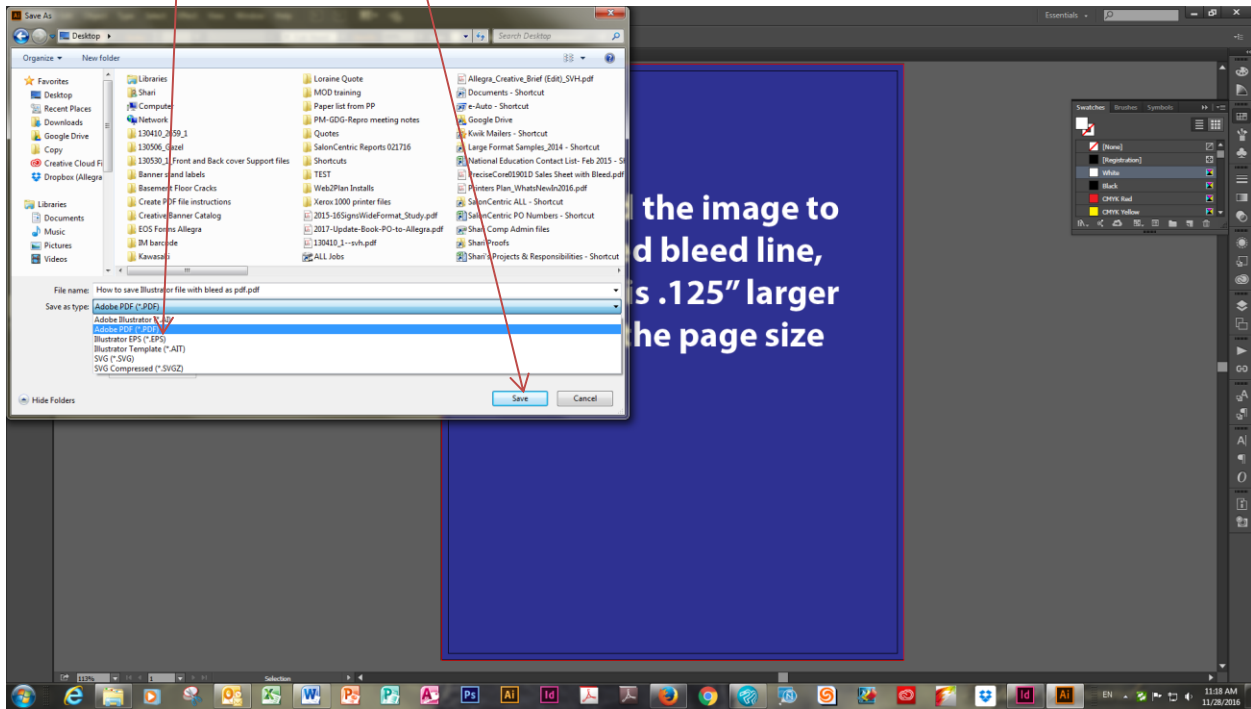 Save As
Essentials
Desktop
Search Desktop
Organize
New folder
Favorites
Desktop
Recent Places
Downloads
Google Drive
Copy
Creative Cloud Fi
Dropbox (Allegra
Libraries
Documents
Music
Pictures
Videos
Libraries
Shari
Computer
Network
130410_2659_1
130506_Gazel
130530_1_Front and Back cover Support files
Banner stand labels
Basement Floor Cracks
Create PDF file instructions
Creative Banner Catalog
EOS Forms Allegra
IM barcode
Kawasaki
Loraine Quote
MOD training
Paper list from PP
PM-GDG-Repro meeting notes
Quotes
SalonCentric Reports 021716
Shortcuts
TEST
Web2Plan Installs
Xerox1000 printer files
2015-16SignsWideFormat_Study.pdf
2017-Update-Book-PO-to-Allegra.pdf
130410_1--svh.pdf
ALL Jobs
Allegra_Creative_Brief (Edit)_SVH.pdf
Documents - Shortcut
e-Auto - Shortcut
Google Drive
Kwik Mailers - Shortcut
Large Format Samples_2014 - Shortcut
National Education Contact List- Feb 2015 - Sh
PreciseCore01901D Sales Sheet with Bleed.pdf
Printers Plan_WhatsNewIn2016.pdf
SalonCentric ALL - Shortcut
SalonCentric PO Numbers - Shortcut
Shari Comp Admin files
Shari Proofs
Shari's Projects & Responsibilities - Shortcut
File name: How to save Illustrator file with bleed as pdf.pdf
Save as type: Adobe PDF (*.PDF)
Adobe Illustrator (*.AI)
Adobe PDF (*.PDF)
Illustrator EPS (*.EPS)
Illustrator Template (*.AIT)
SVG (*.SVG)
SVG Compressed (*.SVGZ)
Hide Folders
Save
Cancel
the image to
d bleed line,
is .125” larger
he page size
Swatches Brushes Symbols
[None]
[Registration]
White
Black
CMYK Red
CMYK Yellow
113%
1
Selection
EN
11:18 AM
11/28/2016